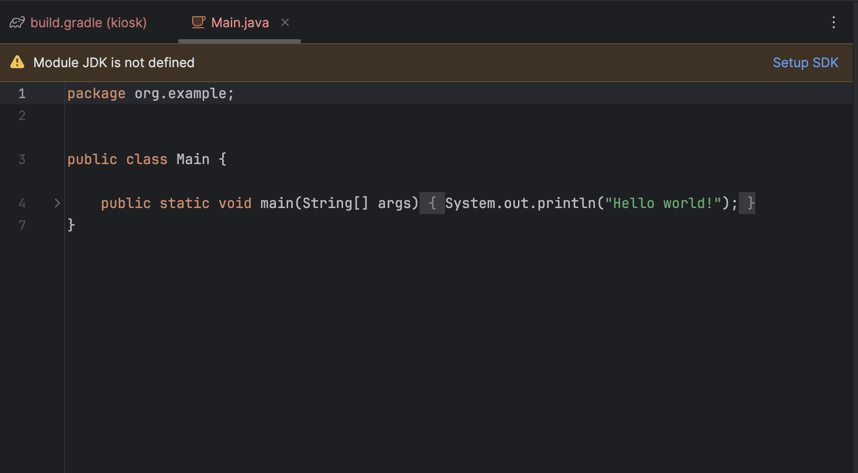 build.gradle (kiosk) Main.java
Module JDK is not defined Setup SDK
1 package org.example;
2
3 public class Main {
4 public static void main(String[] args) { System.out.println("Hello world!"); }
7 }